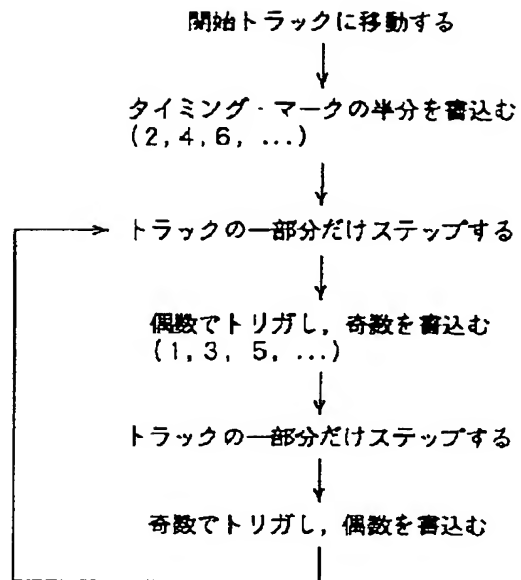 開始トラックに移動する
タイミング・マークの半分を書込む
(2,4,6, ...)
トラックの一部分だけステップする
偶数でトリガし，奇数を書込む
(1,3, 5, ...)
トラックの一部分だけステップする
奇数でトリガし，偶数を書込む